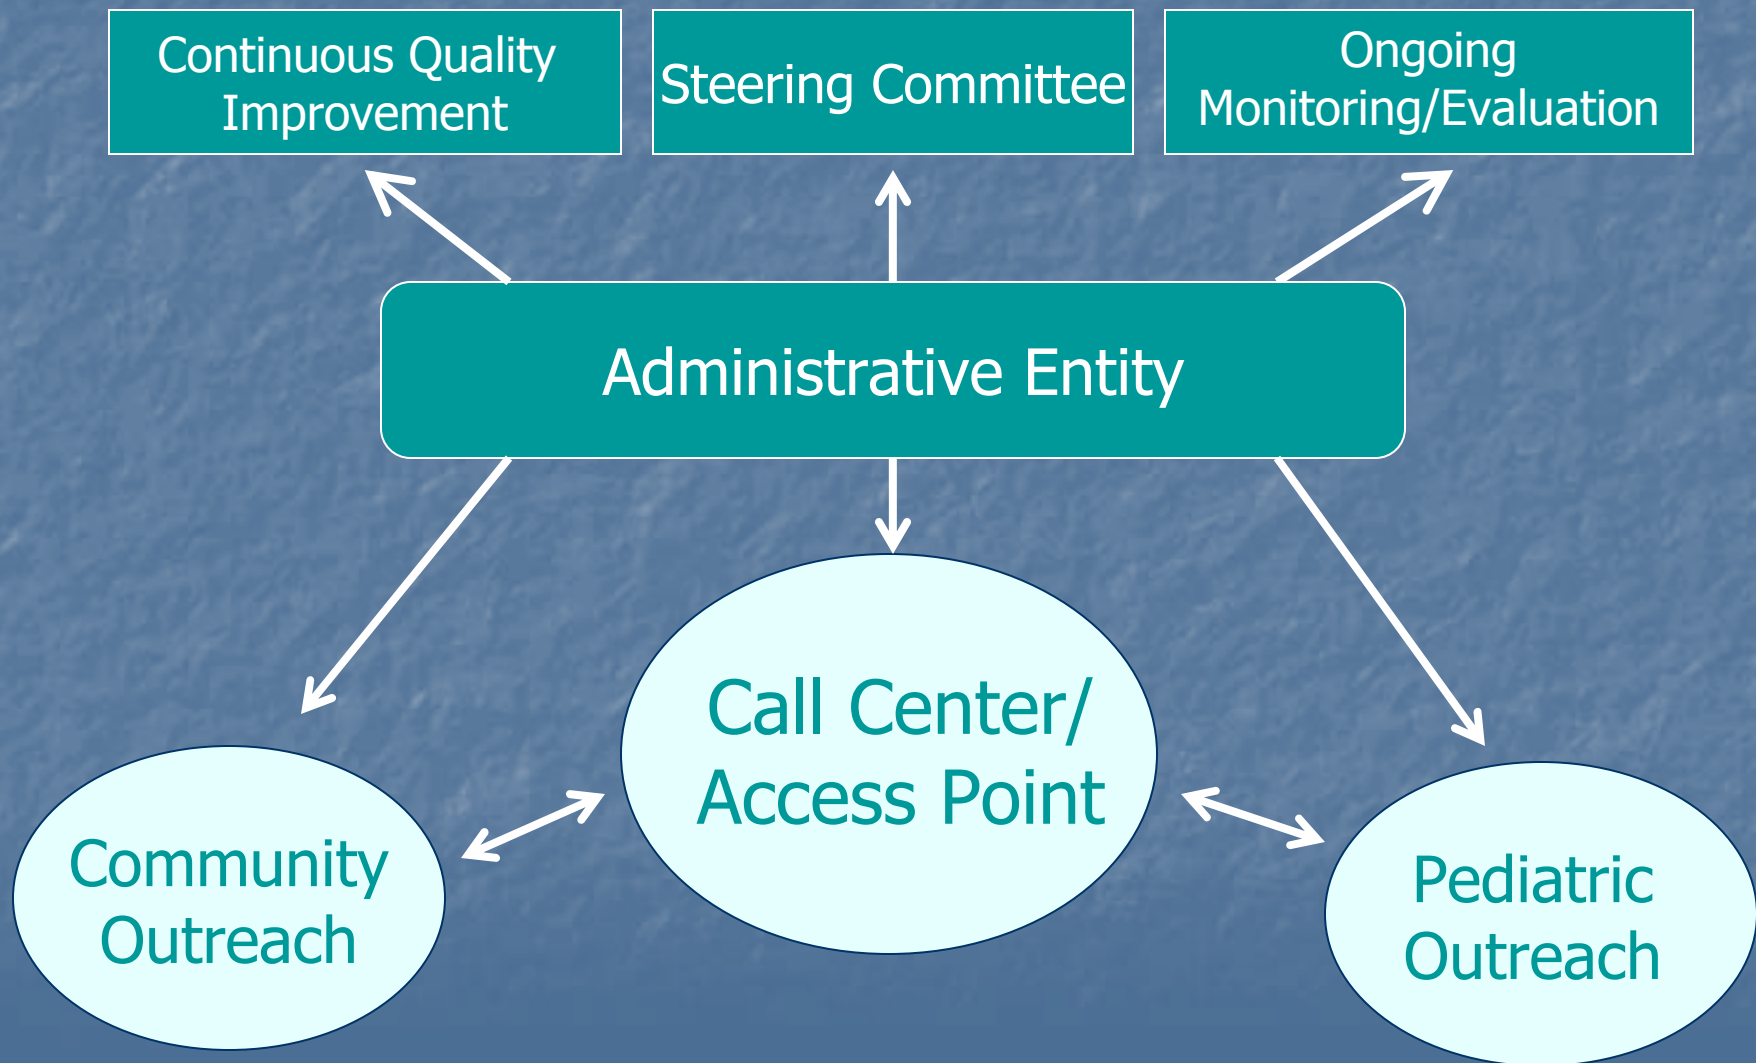 Continuous Quality
Improvement
Steering Committee
Ongoing
Monitoring/Evaluation
Administrative Entity
Call Center/
Access Point
Community
Outreach
Pediatric
Outreach